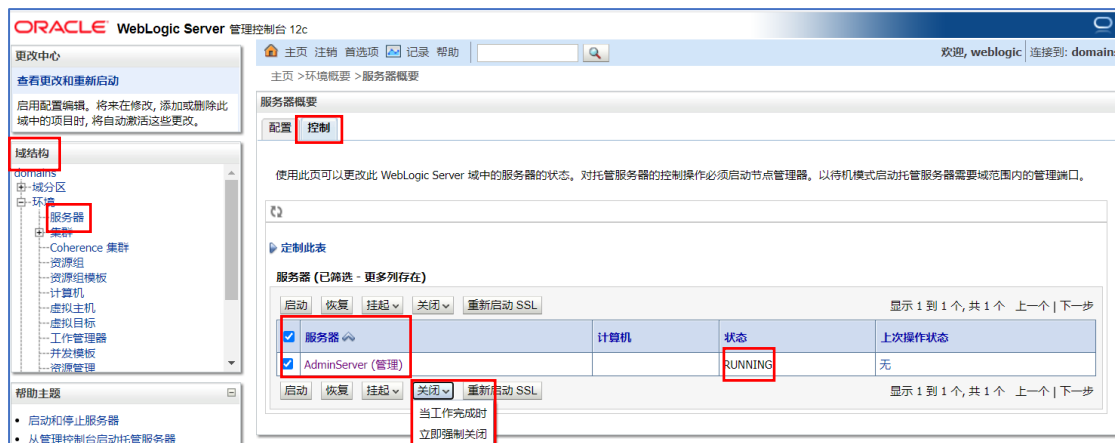 ORACLE WebLogic Server 管理控制台 12c
更改中心
查看更改和重新启动
启用配置编辑。将来在修改, 添加或删除此
域中的项目时, 将自动激活这些更改。
域结构
domains
域分区
环境
服务器
集群
Coherence 集群
资源组
资源组模板
计算机
虚拟主机
虚拟目标
工作管理器
并发模板
资源管理
帮助主题
启动和停止服务器
从管理控制台启动托管服务器
主页 注销 首选项 记录 帮助
欢迎, weblogic 连接到: domains
主页 >环境概要 >服务器概要
服务器概要
配置 控制
使用此页可以更改此 WebLogic Server 域中的服务器的状态。对托管服务器的控制操作必须启动节点管理器。以待机模式启动托管服务器需要域范围内的管理端口。
定制此表
服务器 (已筛选 - 更多列存在)
启动 恢复 挂起 关闭 重新启动 SSL 显示 1 到 1 个, 共 1 个 上一个 | 下一步
服务器 计算机 状态 上次操作状态
AdminServer (管理) RUNNING 无
启动 恢复 挂起 关闭 重新启动 SSL 显示 1 到 1 个, 共 1 个 上一个 | 下一步
当工作完成时
立即强制关闭